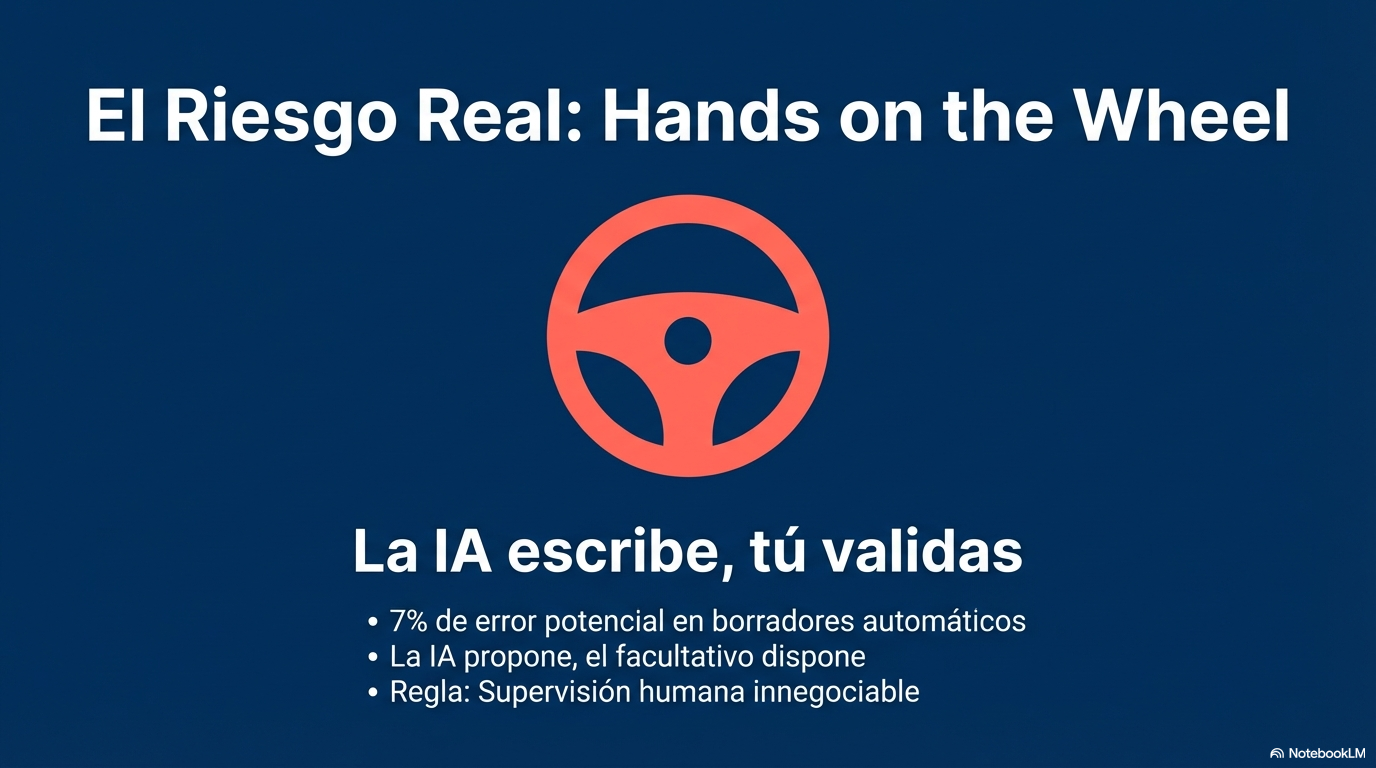 El Riesgo Real: Hands on the Wheel
La IA escribe, tú validas
• 7% de error potencial en borradores automáticos
• La IA propone, el facultativo dispone
• Regla: Supervisión humana innegociable
NotebookLM